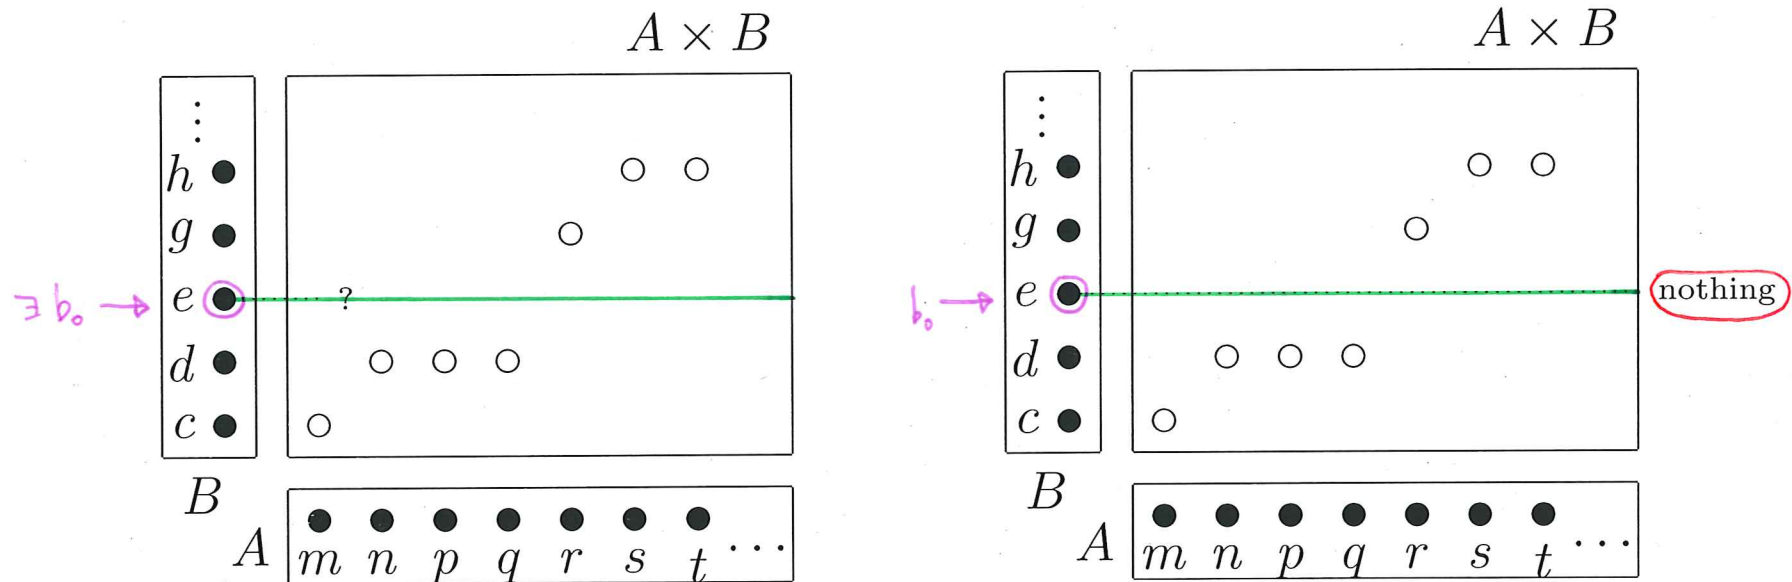 A × B
⋮
h
g
∃ b₀ → e ?
d
c
B
A
m n p q r s t ⋯
A × B
⋮
h
g
b₀ → e nothing
d
c
B
A
m n p q r s t ⋯